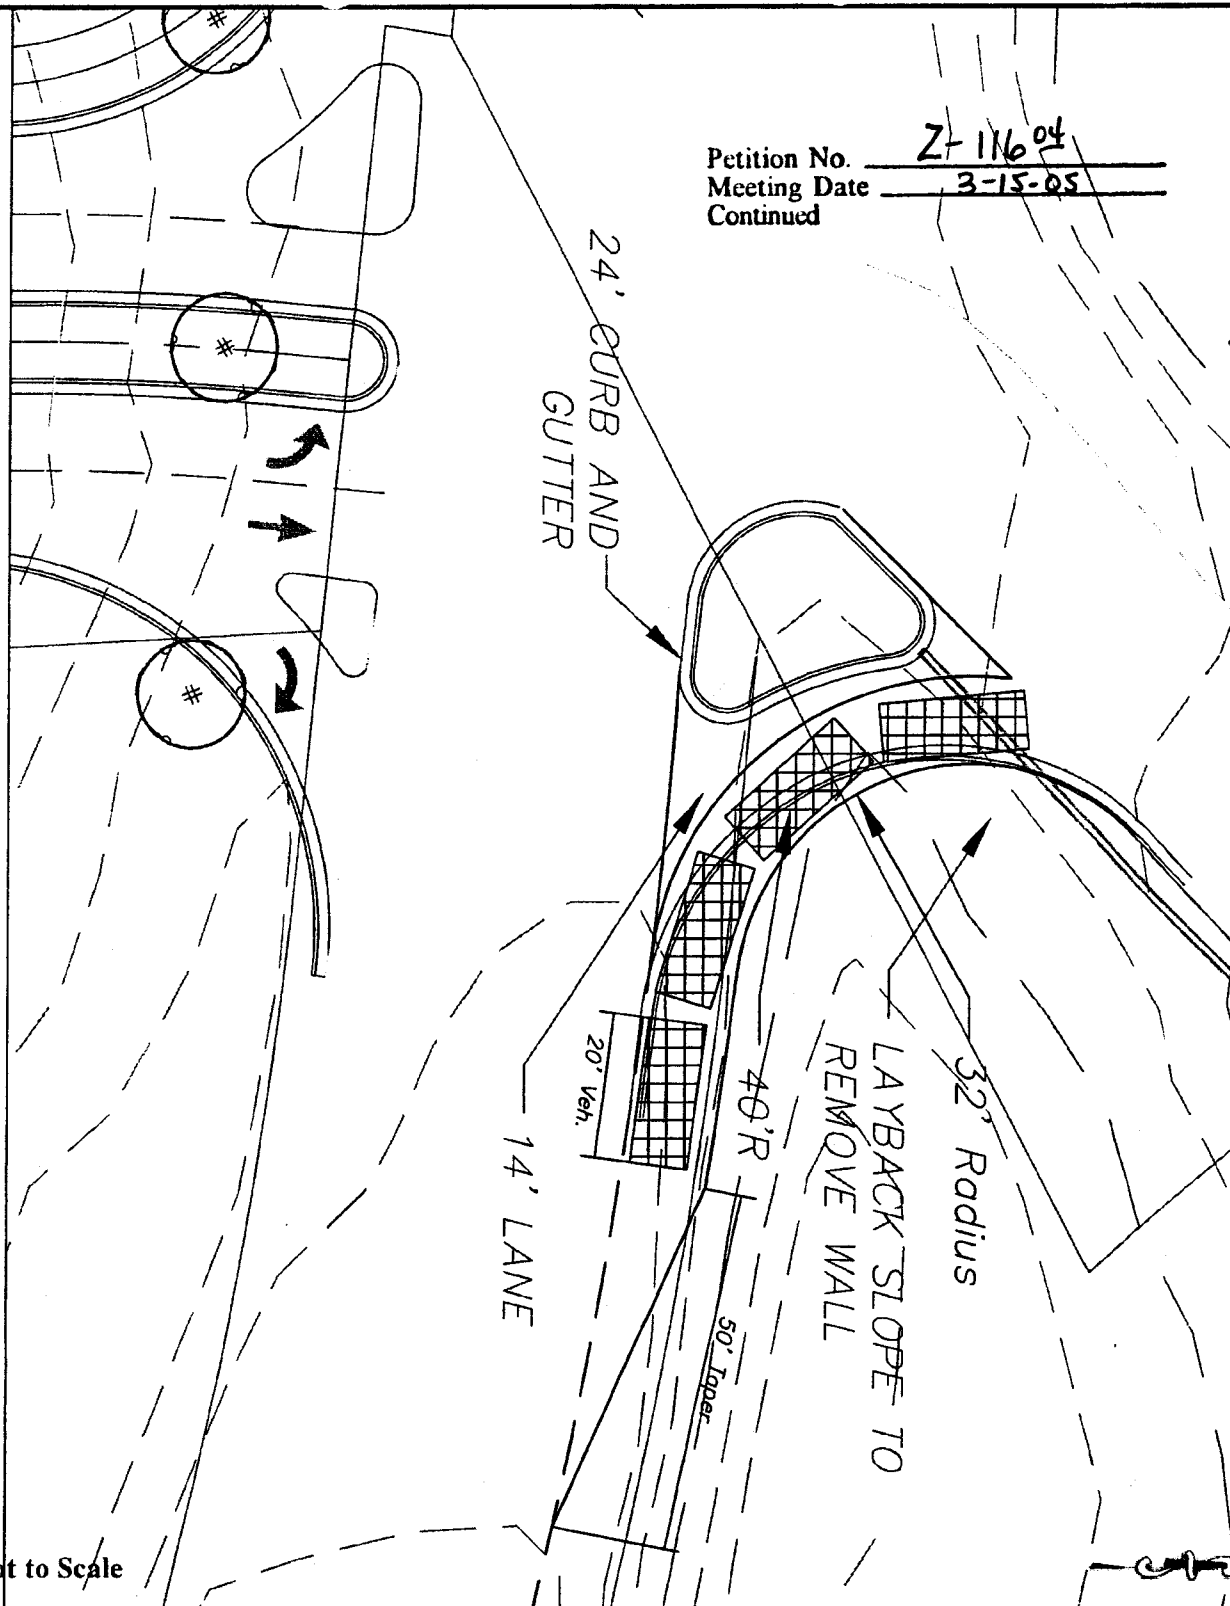 Petition No. Z-116 04
Meeting Date 3-15-05
Continued
24' CURB AND
GUTTER
32' Radius
LAYBACK SLOPE TO
REMOVE WALL
40'R
20' Veh.
14' LANE
50' Taper
to Scale